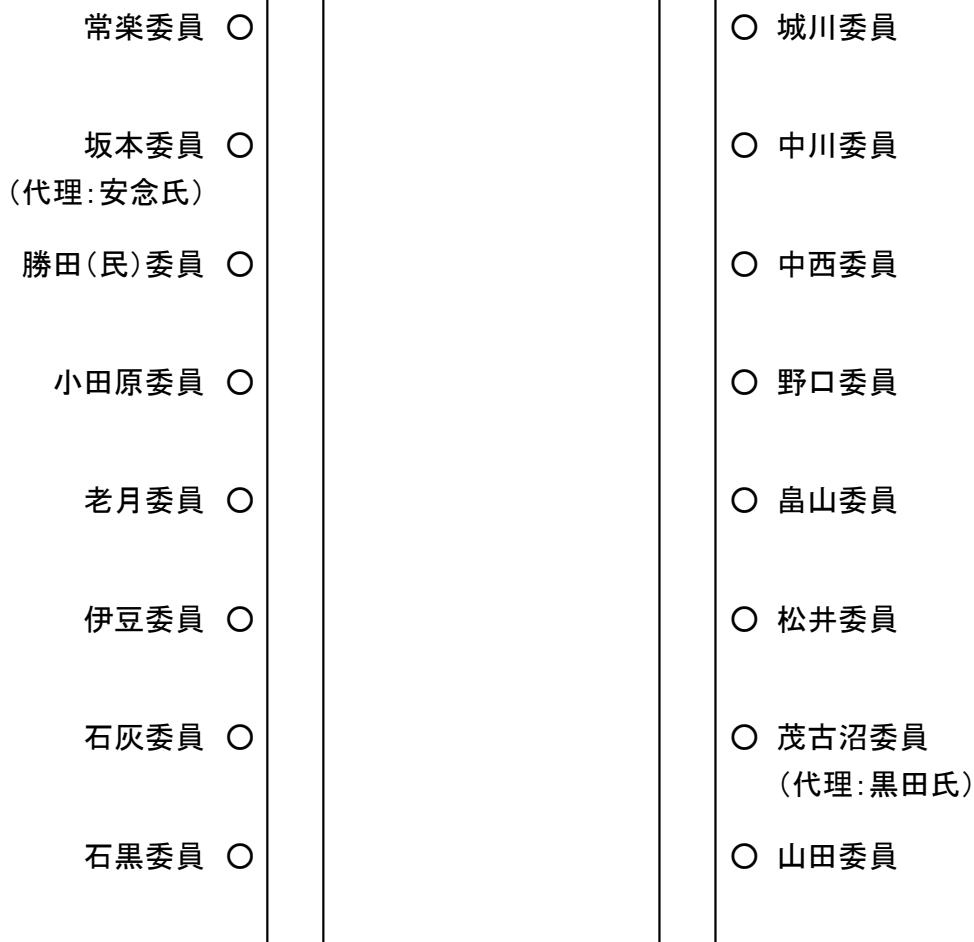 常楽委員 ○
坂本委員 ○
（代理：安念氏）
勝田（民）委員 ○
小田原委員 ○
老月委員 ○
伊豆委員 ○
石灰委員 ○
石黒委員 ○
○ 城川委員
○ 中川委員
○ 中西委員
○ 野口委員
○ 畠山委員
○ 松井委員
○ 茂古沼委員
（代理：黒田氏）
○ 山田委員